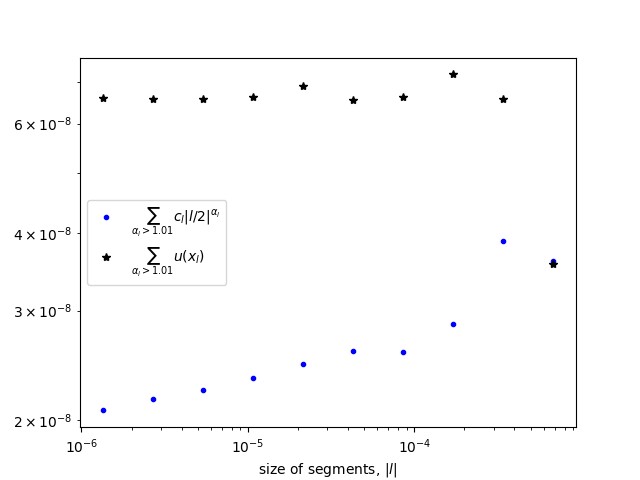 6 × 10⁻⁸
4 × 10⁻⁸
3 × 10⁻⁸
2 × 10⁻⁸
∑_{α_l>1.01} c_l|l/2|^{α_l}
∑_{α_l>1.01} u(x_l)
10⁻⁶ 10⁻⁵ 10⁻⁴
size of segments, |l|